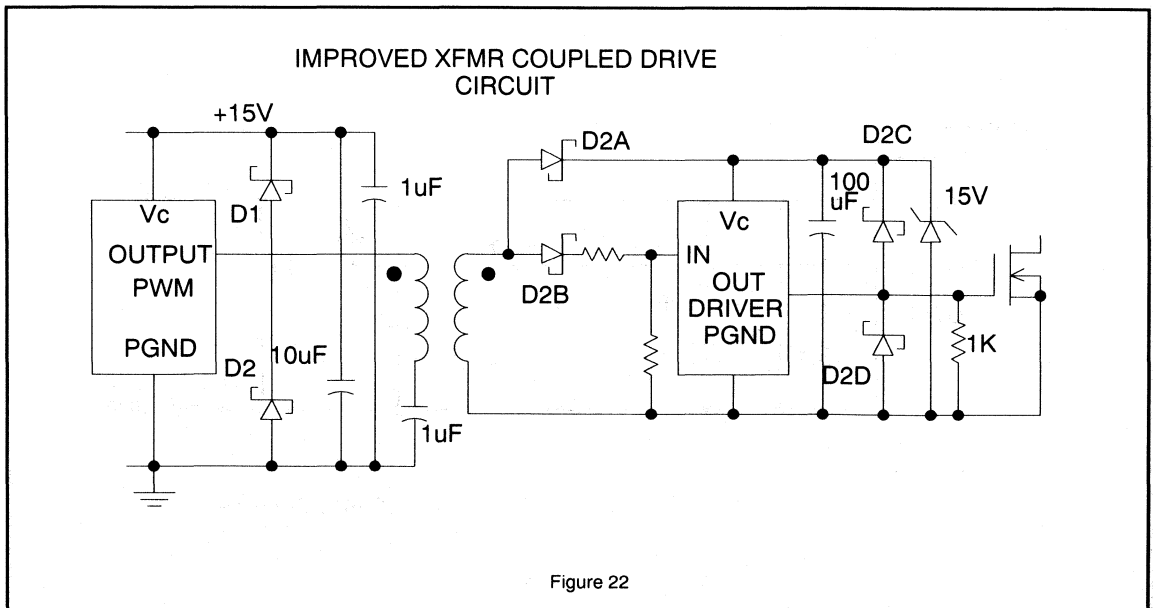 IMPROVED XFMR COUPLED DRIVE
CIRCUIT
+15V
D2A
D2C
1uF
100
uF
15V
Vc
D1
Vc
OUTPUT
IN
PWM
D2B
OUT
DRIVER
PGND
PGND
10uF
D2
1K
D2D
1uF
Figure 22